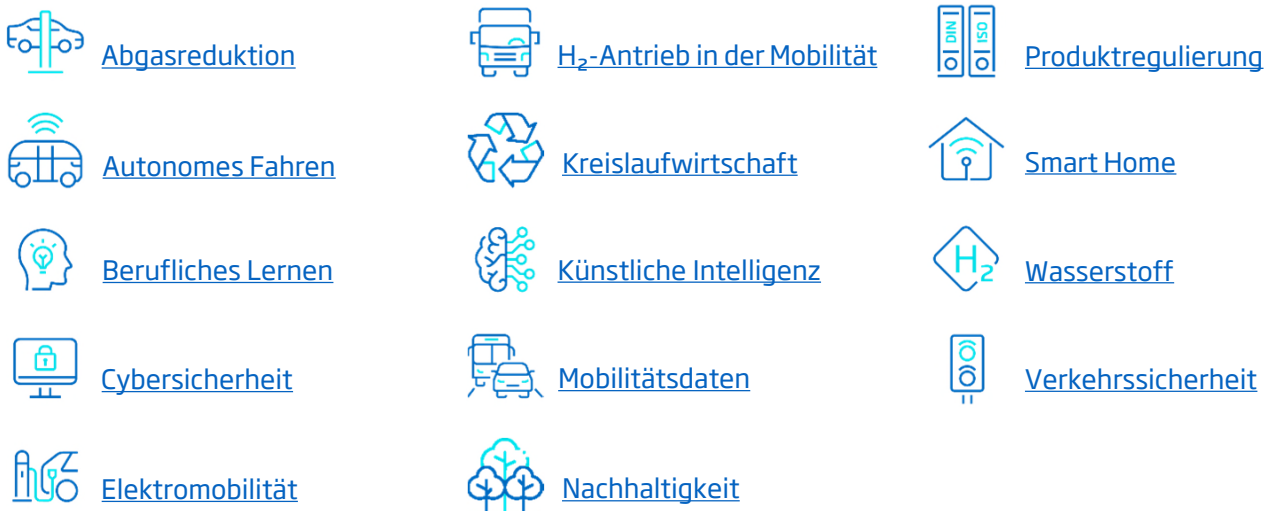 Abgasreduktion
Autonomes Fahren
Berufliches Lernen
Cybersicherheit
Elektromobilität
H₂-Antrieb in der Mobilität
Kreislaufwirtschaft
Künstliche Intelligenz
Mobilitätsdaten
Nachhaltigkeit
DIN
ISO
Produktregulierung
Smart Home
H₂
Wasserstoff
Verkehrssicherheit